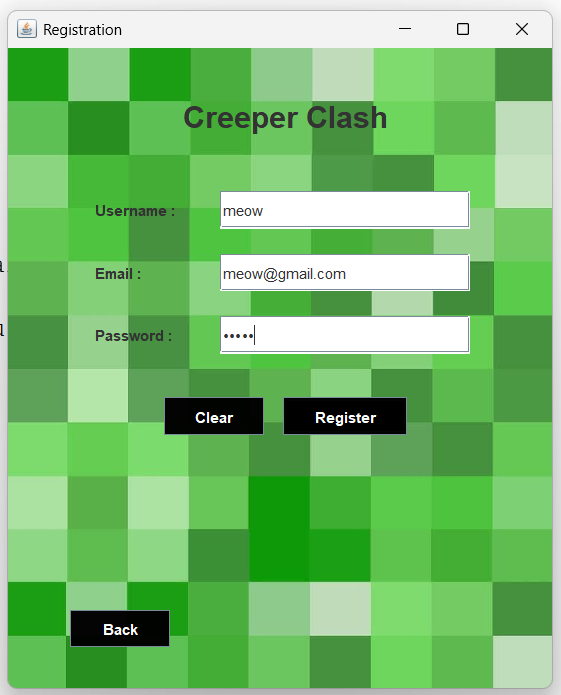 Registration
Creeper Clash
Username : meow
Email : meow@gmail.com
Password : •••••
Clear Register
Back